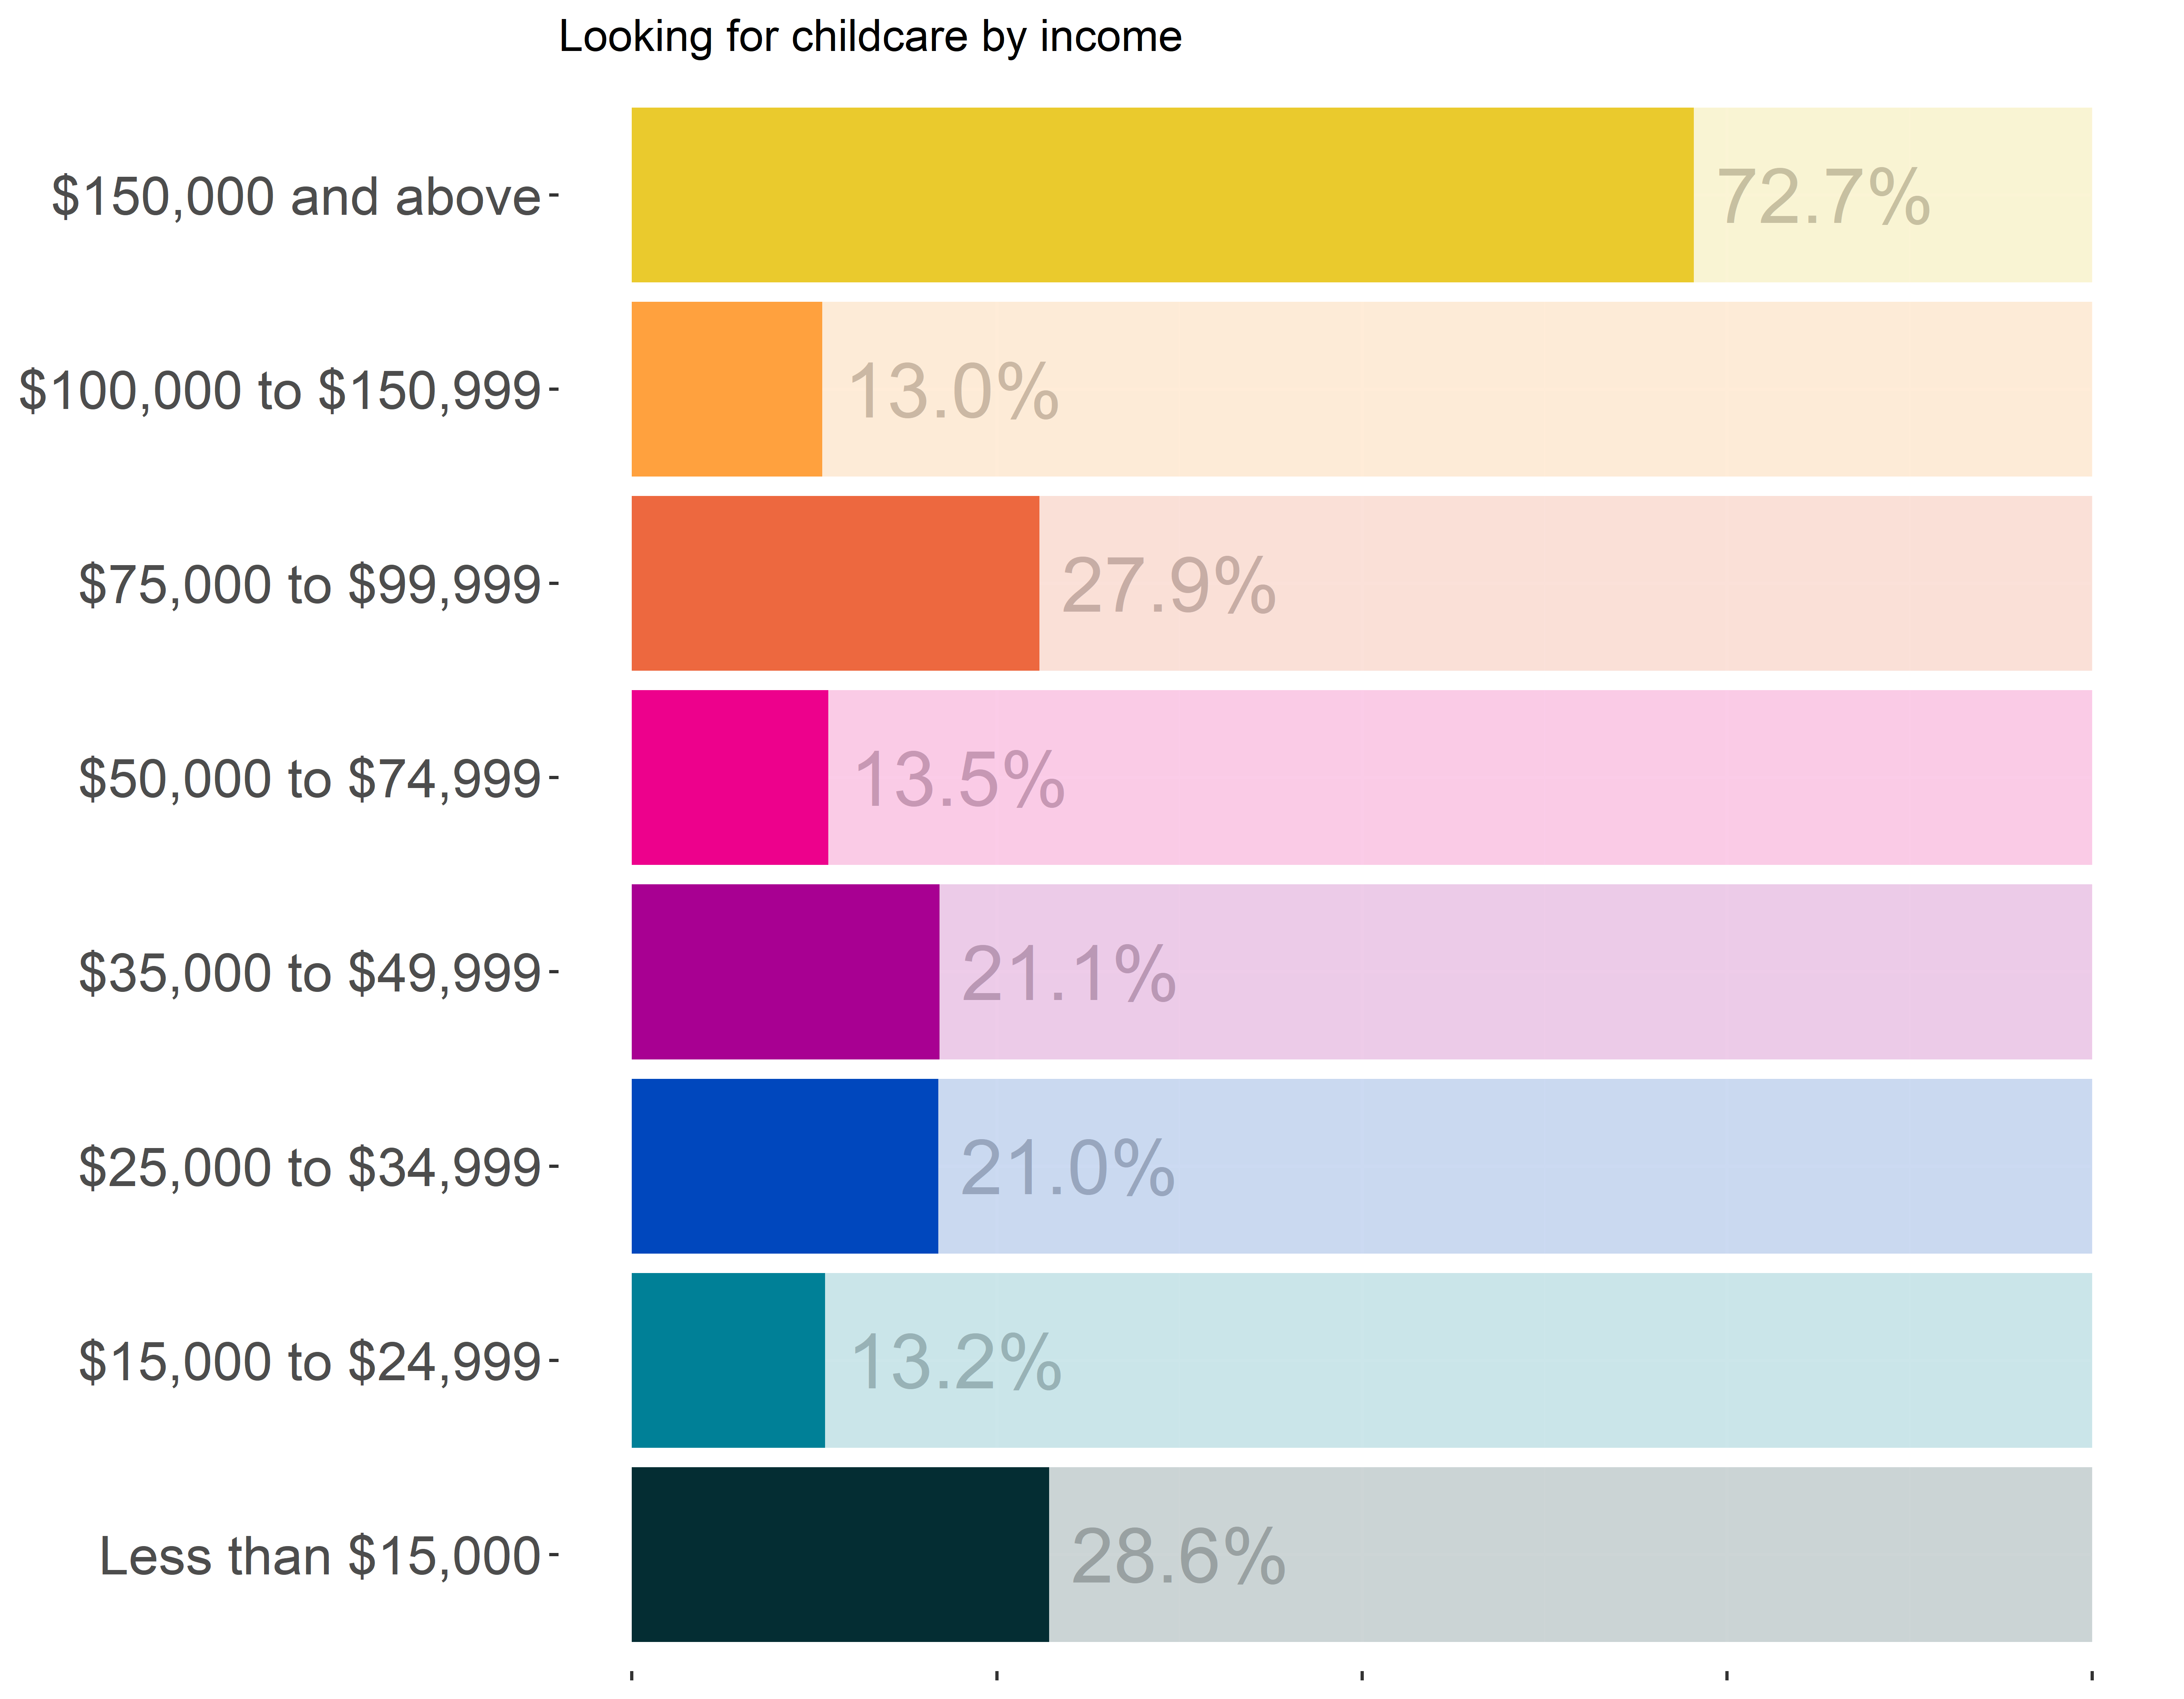 Looking for childcare by income
$150,000 and above
72.7%
$100,000 to $150,999
13.0%
$75,000 to $99,999
27.9%
$50,000 to $74,999
13.5%
$35,000 to $49,999
21.1%
$25,000 to $34,999
21.0%
$15,000 to $24,999
13.2%
Less than $15,000
28.6%